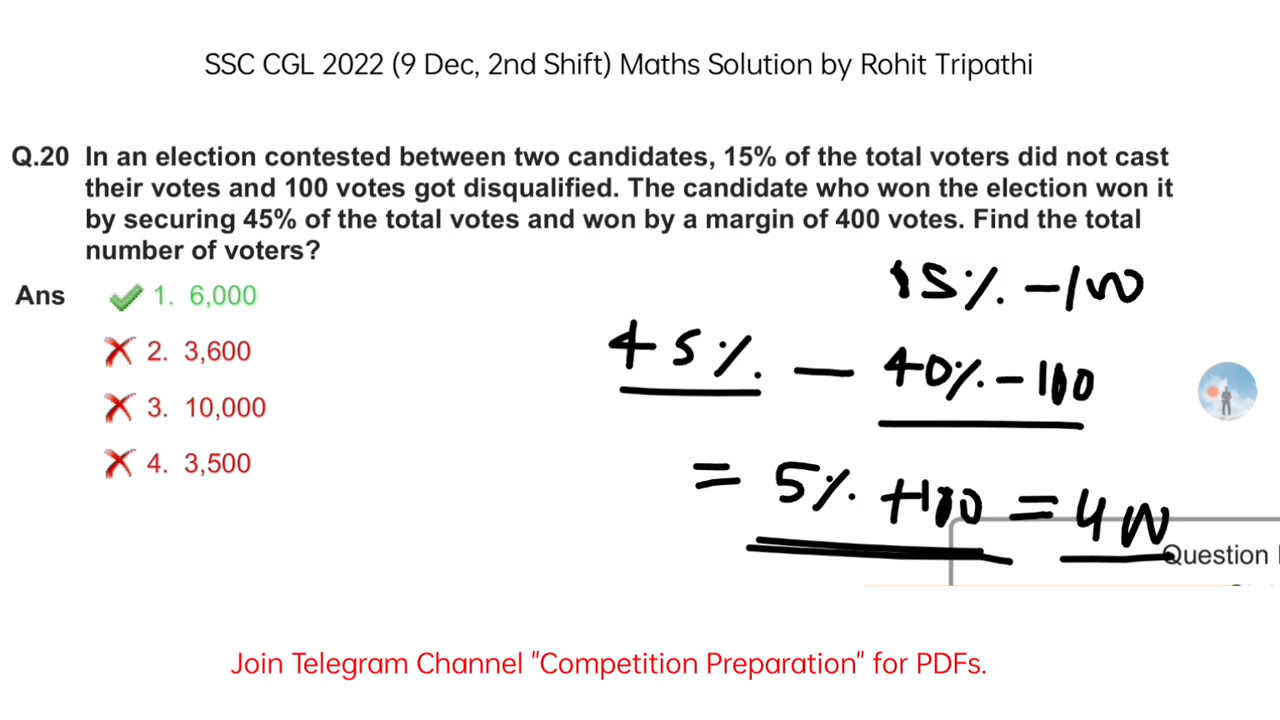 SSC CGL 2022 (9 Dec, 2nd Shift) Maths Solution by Rohit Tripathi
Q.20 In an election contested between two candidates, 15% of the total voters did not cast
their votes and 100 votes got disqualified. The candidate who won the election won it
by securing 45% of the total votes and won by a margin of 400 votes. Find the total
number of voters?
Ans 1. 6,000
2. 3,600
3. 10,000
4. 3,500
85% - 100
45% - 40% - 100
= 5% + 100 = 400
Question
Join Telegram Channel "Competition Preparation" for PDFs.